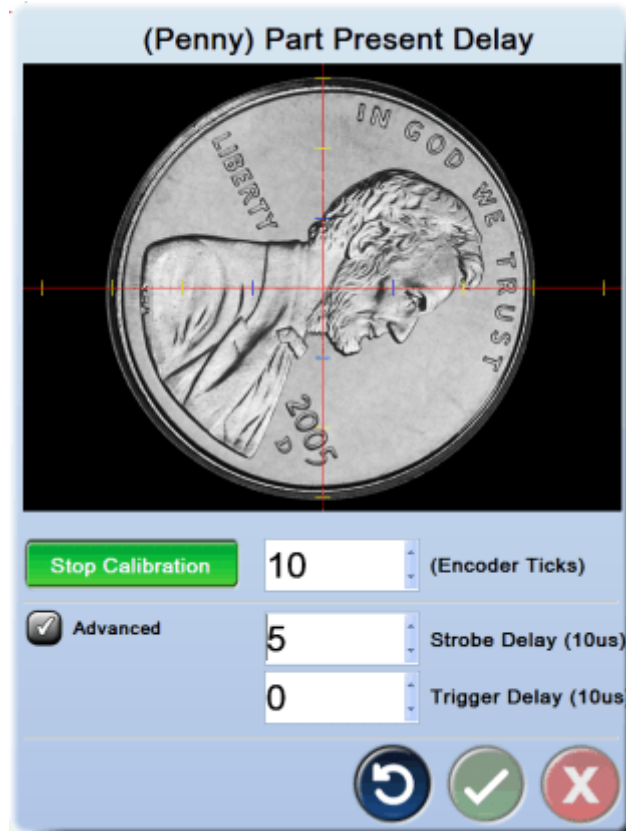 (Penny) Part Present Delay
IN GOD WE TRUST
LIBERTY
2005
D
Stop Calibration
10
(Encoder Ticks)
Advanced
5
Strobe Delay (10us)
0
Trigger Delay (10us